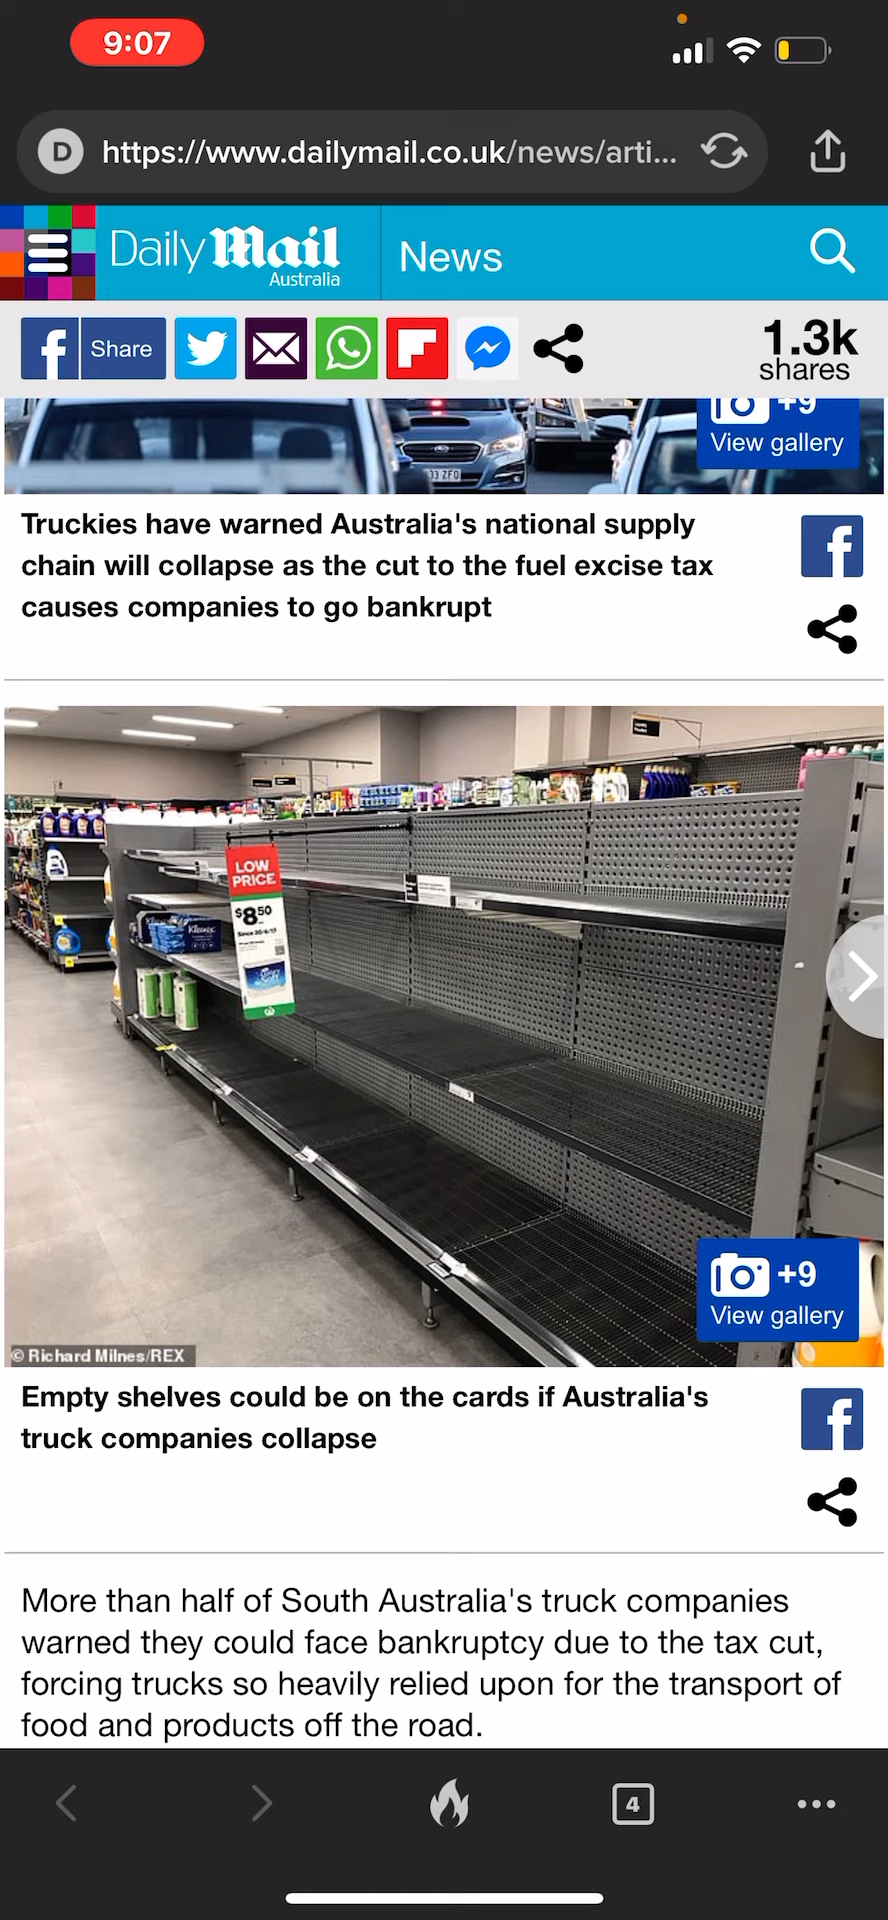 9:07
D https://www.dailymail.co.uk/news/arti...
Daily Mail
Australia
News
f Share
1.3k
shares
+9
View gallery
33 ZFO
Truckies have warned Australia's national supply
chain will collapse as the cut to the fuel excise tax
causes companies to go bankrupt
LOW
PRICE
$8.50
Kleenex
+9
View gallery
© Richard Milnes/REX
Empty shelves could be on the cards if Australia's
truck companies collapse
More than half of South Australia's truck companies
warned they could face bankruptcy due to the tax cut,
forcing trucks so heavily relied upon for the transport of
food and products off the road.
4